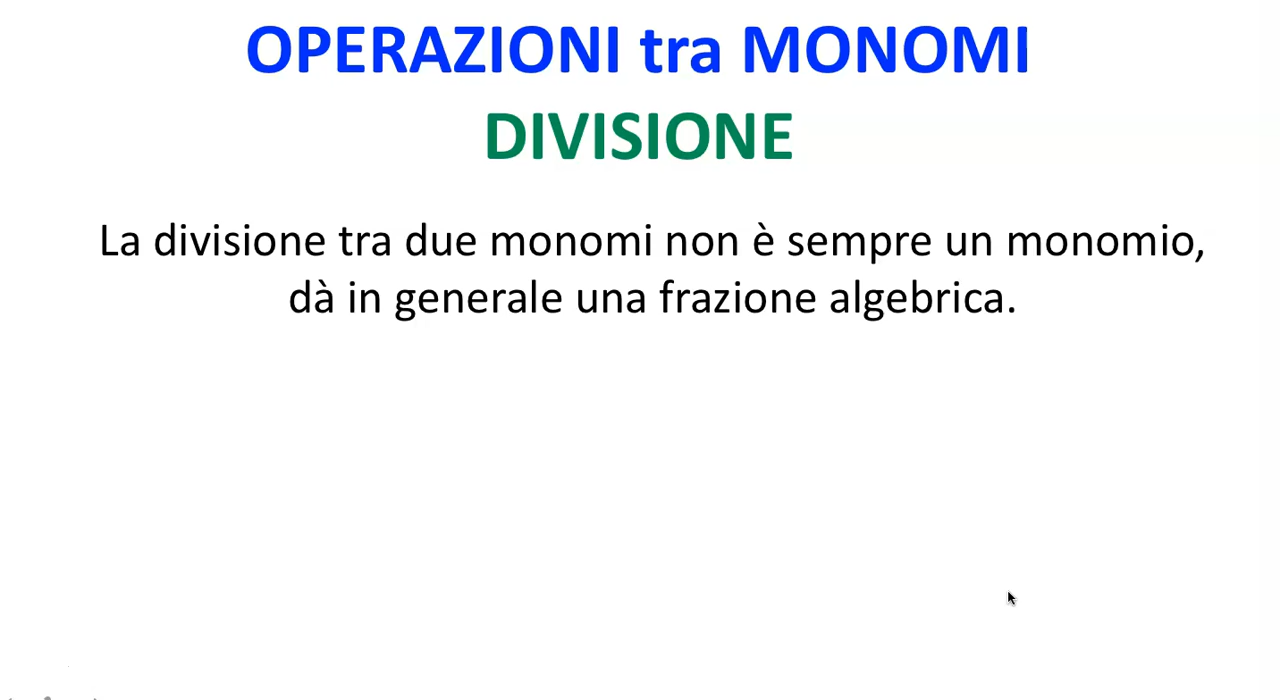 OPERAZIONI tra MONOMI
DIVISIONE
La divisione tra due monomi non è sempre un monomio,
dà in generale una frazione algebrica.